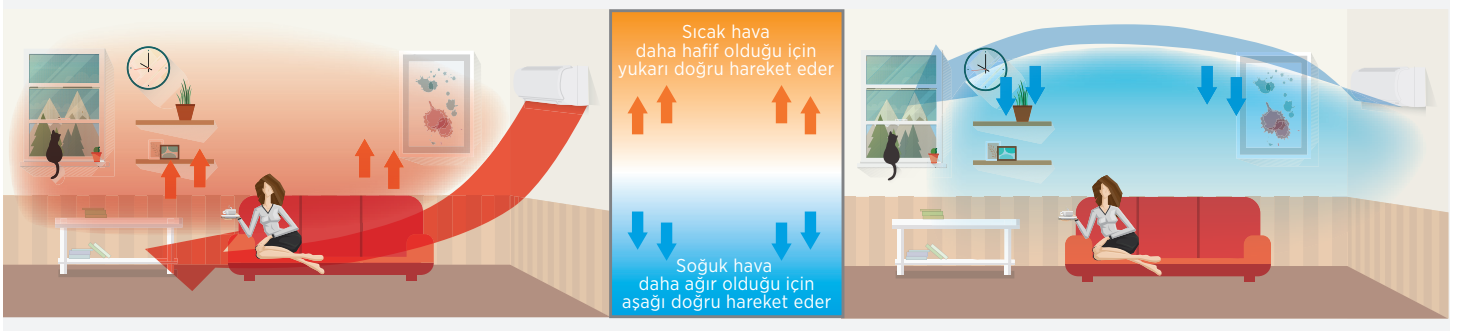 Sıcak hava
daha hafif olduğu için
yukarı doğru hareket eder
Soğuk hava
daha ağır olduğu için
aşağı doğru hareket eder